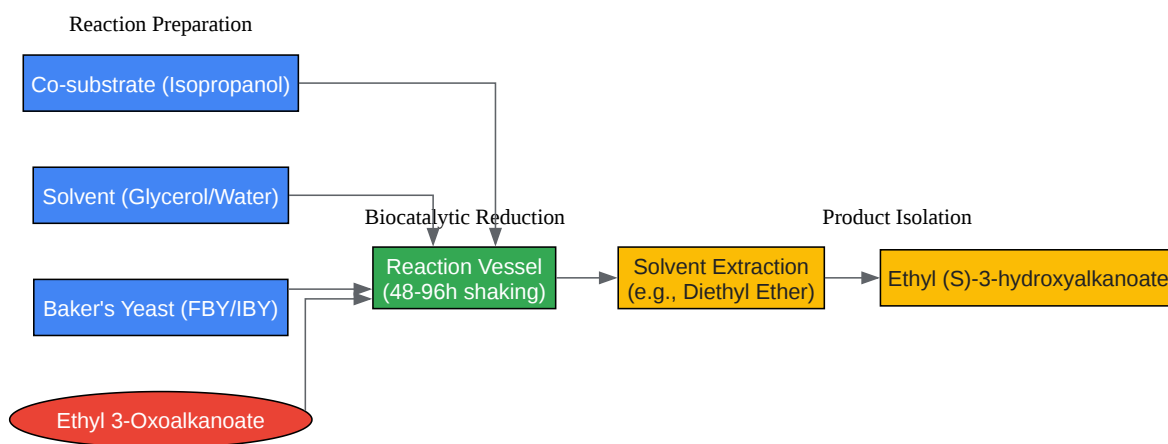 Reaction Preparation
Co-substrate (Isopropanol)
Solvent (Glycerol/Water)
Baker's Yeast (FBY/IBY)
Ethyl 3-Oxoalkanoate
Biocatalytic Reduction
Reaction Vessel
(48-96h shaking)
Solvent Extraction
(e.g., Diethyl Ether)
Product Isolation
Ethyl (S)-3-hydroxyalkanoate